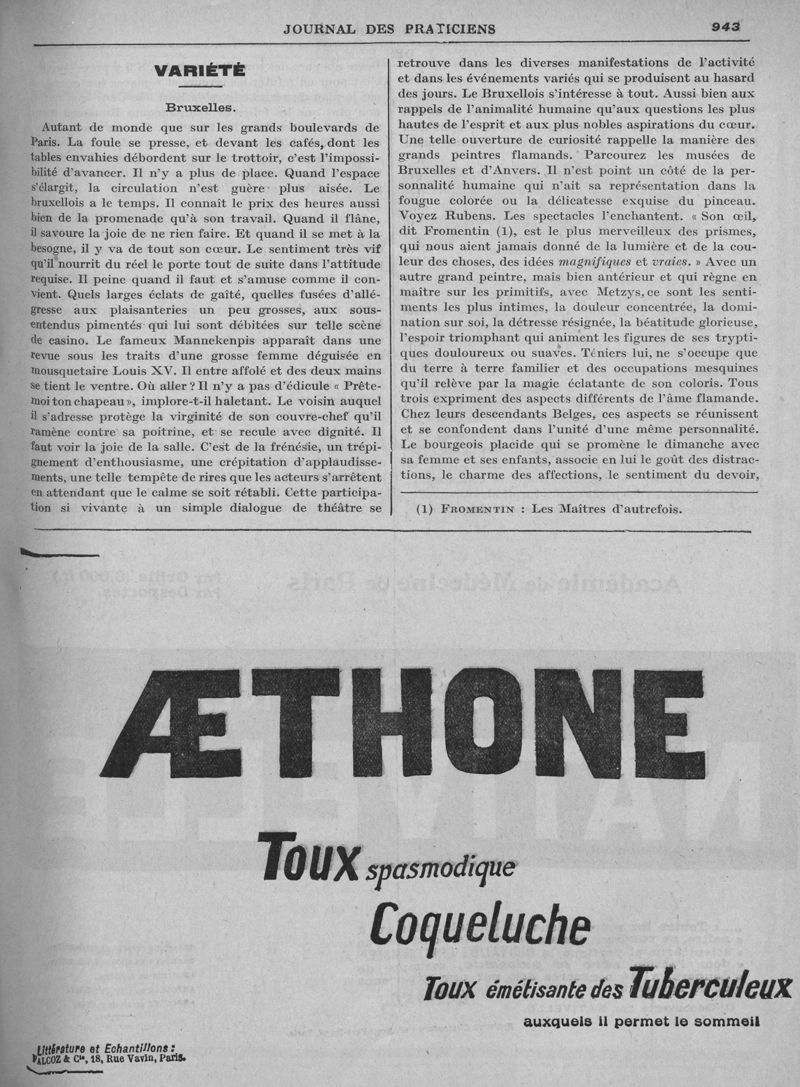 JOURNAL DES PRATICIENS 943
VARIÉTÉ
Bruxelles.
Autant de monde que sur les grands boulevards de
Paris. La foule se presse, et devant les cafés, dont les
tables envahies débordent sur le trottoir, c'est l'impossi-
bilité d'avancer. Il n'y a plus de place. Quand l'espace
s'élargit, la circulation n'est guère plus aisée. Le
bruxellois a le temps. Il connaît le prix des heures aussi
bien de la promenade qu'à son travail. Quand il flâne,
il savoure la joie de ne rien faire. Et quand il se met à la
besogne, il y va de tout son cœur. Le sentiment très vif
qu'il nourrit du réel le porte tout de suite dans l'attitude
requise. Il peine quand il faut et s'amuse comme il con-
vient. Quels larges éclats de gaîté, quelles fusées d'allé-
gresse aux plaisanteries un peu grosses, aux sous-
entendus pimentés qui lui sont débitées sur telle scène
de casino. Le fameux Mannekenpis apparaît dans une
revue sous les traits d'une grosse femme déguisée en
mousquetaire Louis XV. Il entre affolé et des deux mains
se tient le ventre. Où aller ? Il n'y a pas d'édicule « Prête-
moi ton chapeau », implore-t-il haletant. Le voisin auquel
il s'adresse protège la virginité de son couvre-chef qu'il
ramène contre sa poitrine, et se recule avec dignité. Il
faut voir la joie de la salle. C'est de la frénésie, un trépi-
gnement d'enthousiasme, une crépitation d'applaudisse-
ments, une telle tempête de rires que les acteurs s'arrêtent
en attendant que le calme se soit rétabli. Cette participa-
tion si vivante à un simple dialogue de théâtre se
retrouve dans les diverses manifestations de l'activité
et dans les événements variés qui se produisent au hasard
des jours. Le Bruxellois s'intéresse à tout. Aussi bien aux
rappels de l'animalité humaine qu'aux questions les plus
hautes de l'esprit et aux plus nobles aspirations du cœur.
Une telle ouverture de curiosité rappelle la manière des
grands peintres flamands. Parcourez les musées de
Bruxelles et d'Anvers. Il n'est point un côté de la per-
sonnalité humaine qui n'ait sa représentation dans la
fougue colorée ou la délicatesse exquise du pinceau.
Voyez Rubens. Les spectacles l'enchantent. « Son œil,
dit Fromentin (1), est le plus merveilleux des prismes,
qui nous aient jamais donné de la lumière et de la cou-
leur des choses, des idées magnifiques et vraies. » Avec un
autre grand peintre, mais bien antérieur et qui règne en
maître sur les primitifs, avec Metzys, ce sont les senti-
ments les plus intimes, la douleur concentrée, la domi-
nation sur soi, la détresse résignée, la béatitude glorieuse,
l'espoir triomphant qui animent les figures de ses trypti-
ques douloureux ou suaves. Téniers lui, ne s'occupe que
du terre à terre familier et des occupations mesquines
qu'il relève par la magie éclatante de son coloris. Tous
trois expriment des aspects différents de l'âme flamande.
Chez leurs descendants Belges, ces aspects se réunissent
et se confondent dans l'unité d'une même personnalité.
Le bourgeois placide qui se promène le dimanche avec
sa femme et ses enfants, associe en lui le goût des distrac-
tions, le charme des affections, le sentiment du devoir,
(1) FROMENTIN : Les Maîtres d'autrefois.
ÆTHONE
TOUX spasmodique
Coqueluche
TOUX émétisante des Tuberculeux
auxquels il permet le sommeil
Littérature et Echantillons :
FALCOZ & Cie, 18, Rue Vavin, Paris.